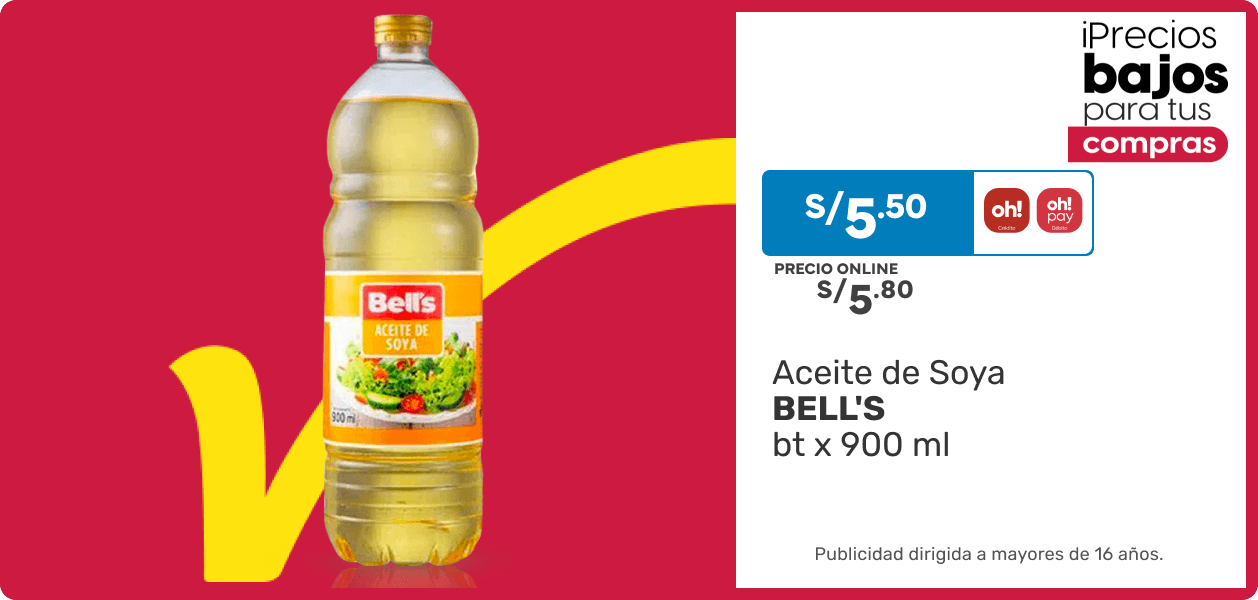 ¡Precios
bajos
para tus
compras
S/5.50
oh!
Crédito
oh!
pay
Débito
PRECIO ONLINE
S/5.80
Bell's
ACEITE DE
SOYA
900 ml
Aceite de Soya
BELL'S
bt x 900 ml
Publicidad dirigida a mayores de 16 años.